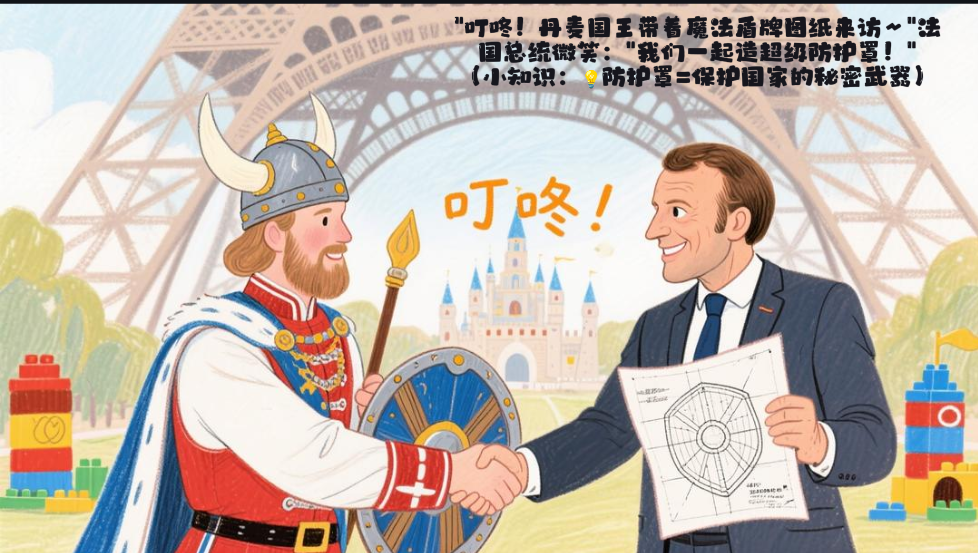 "叮咚！丹麦国王带着魔法盾牌图纸来访～"法
国总统微笑："我们一起造超级防护罩！"
（小知识：💡防护罩=保护国家的秘密武器）
叮咚！